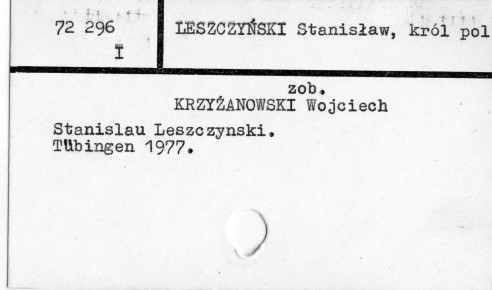 72 296 LESZCZYŃSKI Stanisław, król pol
I
zob.
KRZYŻANOWSKI Wojciech
Stanislau Leszczynski.
Tübingen 1977.